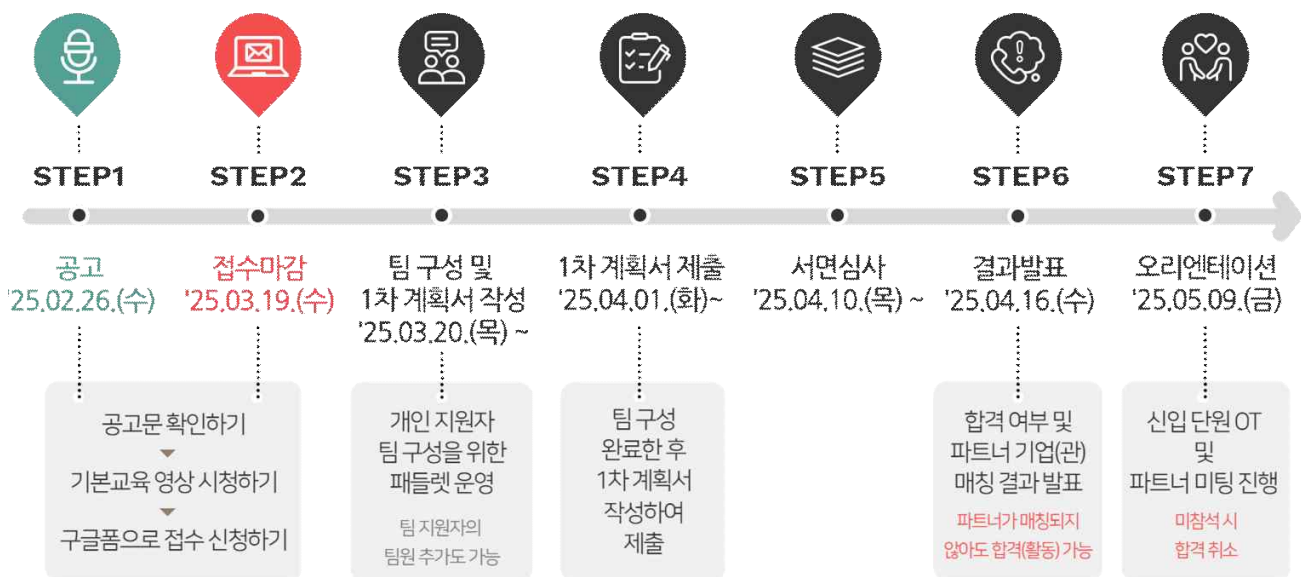 STEP1
공고
'25.02.26.(수)
STEP2
접수마감
'25.03.19.(수)
공고문 확인하기
기본교육 영상 시청하기
구글폼으로 접수 신청하기
STEP3
팀 구성 및
1차 계획서 작성
'25.03.20.(목) ~
개인 지원자
팀 구성을 위한
패들렛 운영
팀 지원자의
팀원 추가도 가능
STEP4
1차 계획서 제출
'25.04.01.(화)~
팀 구성
완료한 후
1차 계획서
작성하여
제출
STEP5
서면심사
'25.04.10.(목) ~
STEP6
결과발표
'25.04.16.(수)
합격 여부 및
파트너 기업(관)
매칭 결과 발표
파트너가 매칭되지
않아도 합격(활동) 가능
STEP7
오리엔테이션
'25.05.09.(금)
신입 단원 OT
및
파트너 미팅 진행
미참석 시
합격 취소